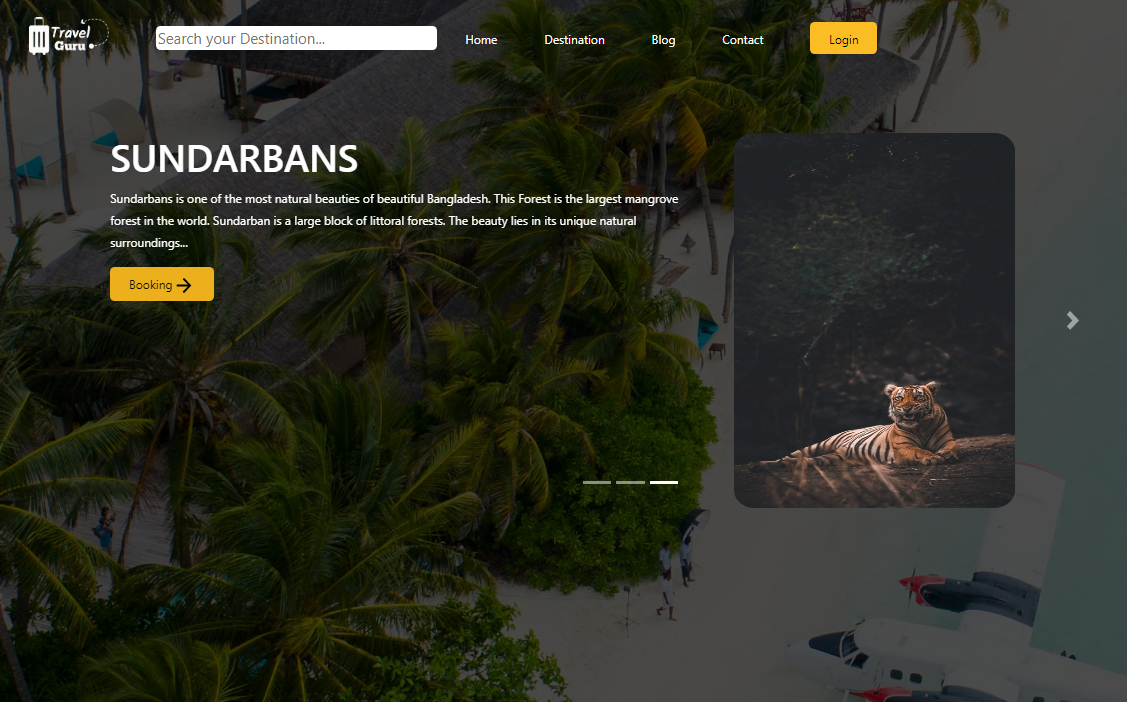 Travel
Guru
Search your Destination...
Home
Destination
Blog
Contact
Login
SUNDARBANS
Sundarbans is one of the most natural beauties of beautiful Bangladesh. This Forest is the largest mangrove
forest in the world. Sundarban is a large block of littoral forests. The beauty lies in its unique natural
surroundings...
Booking